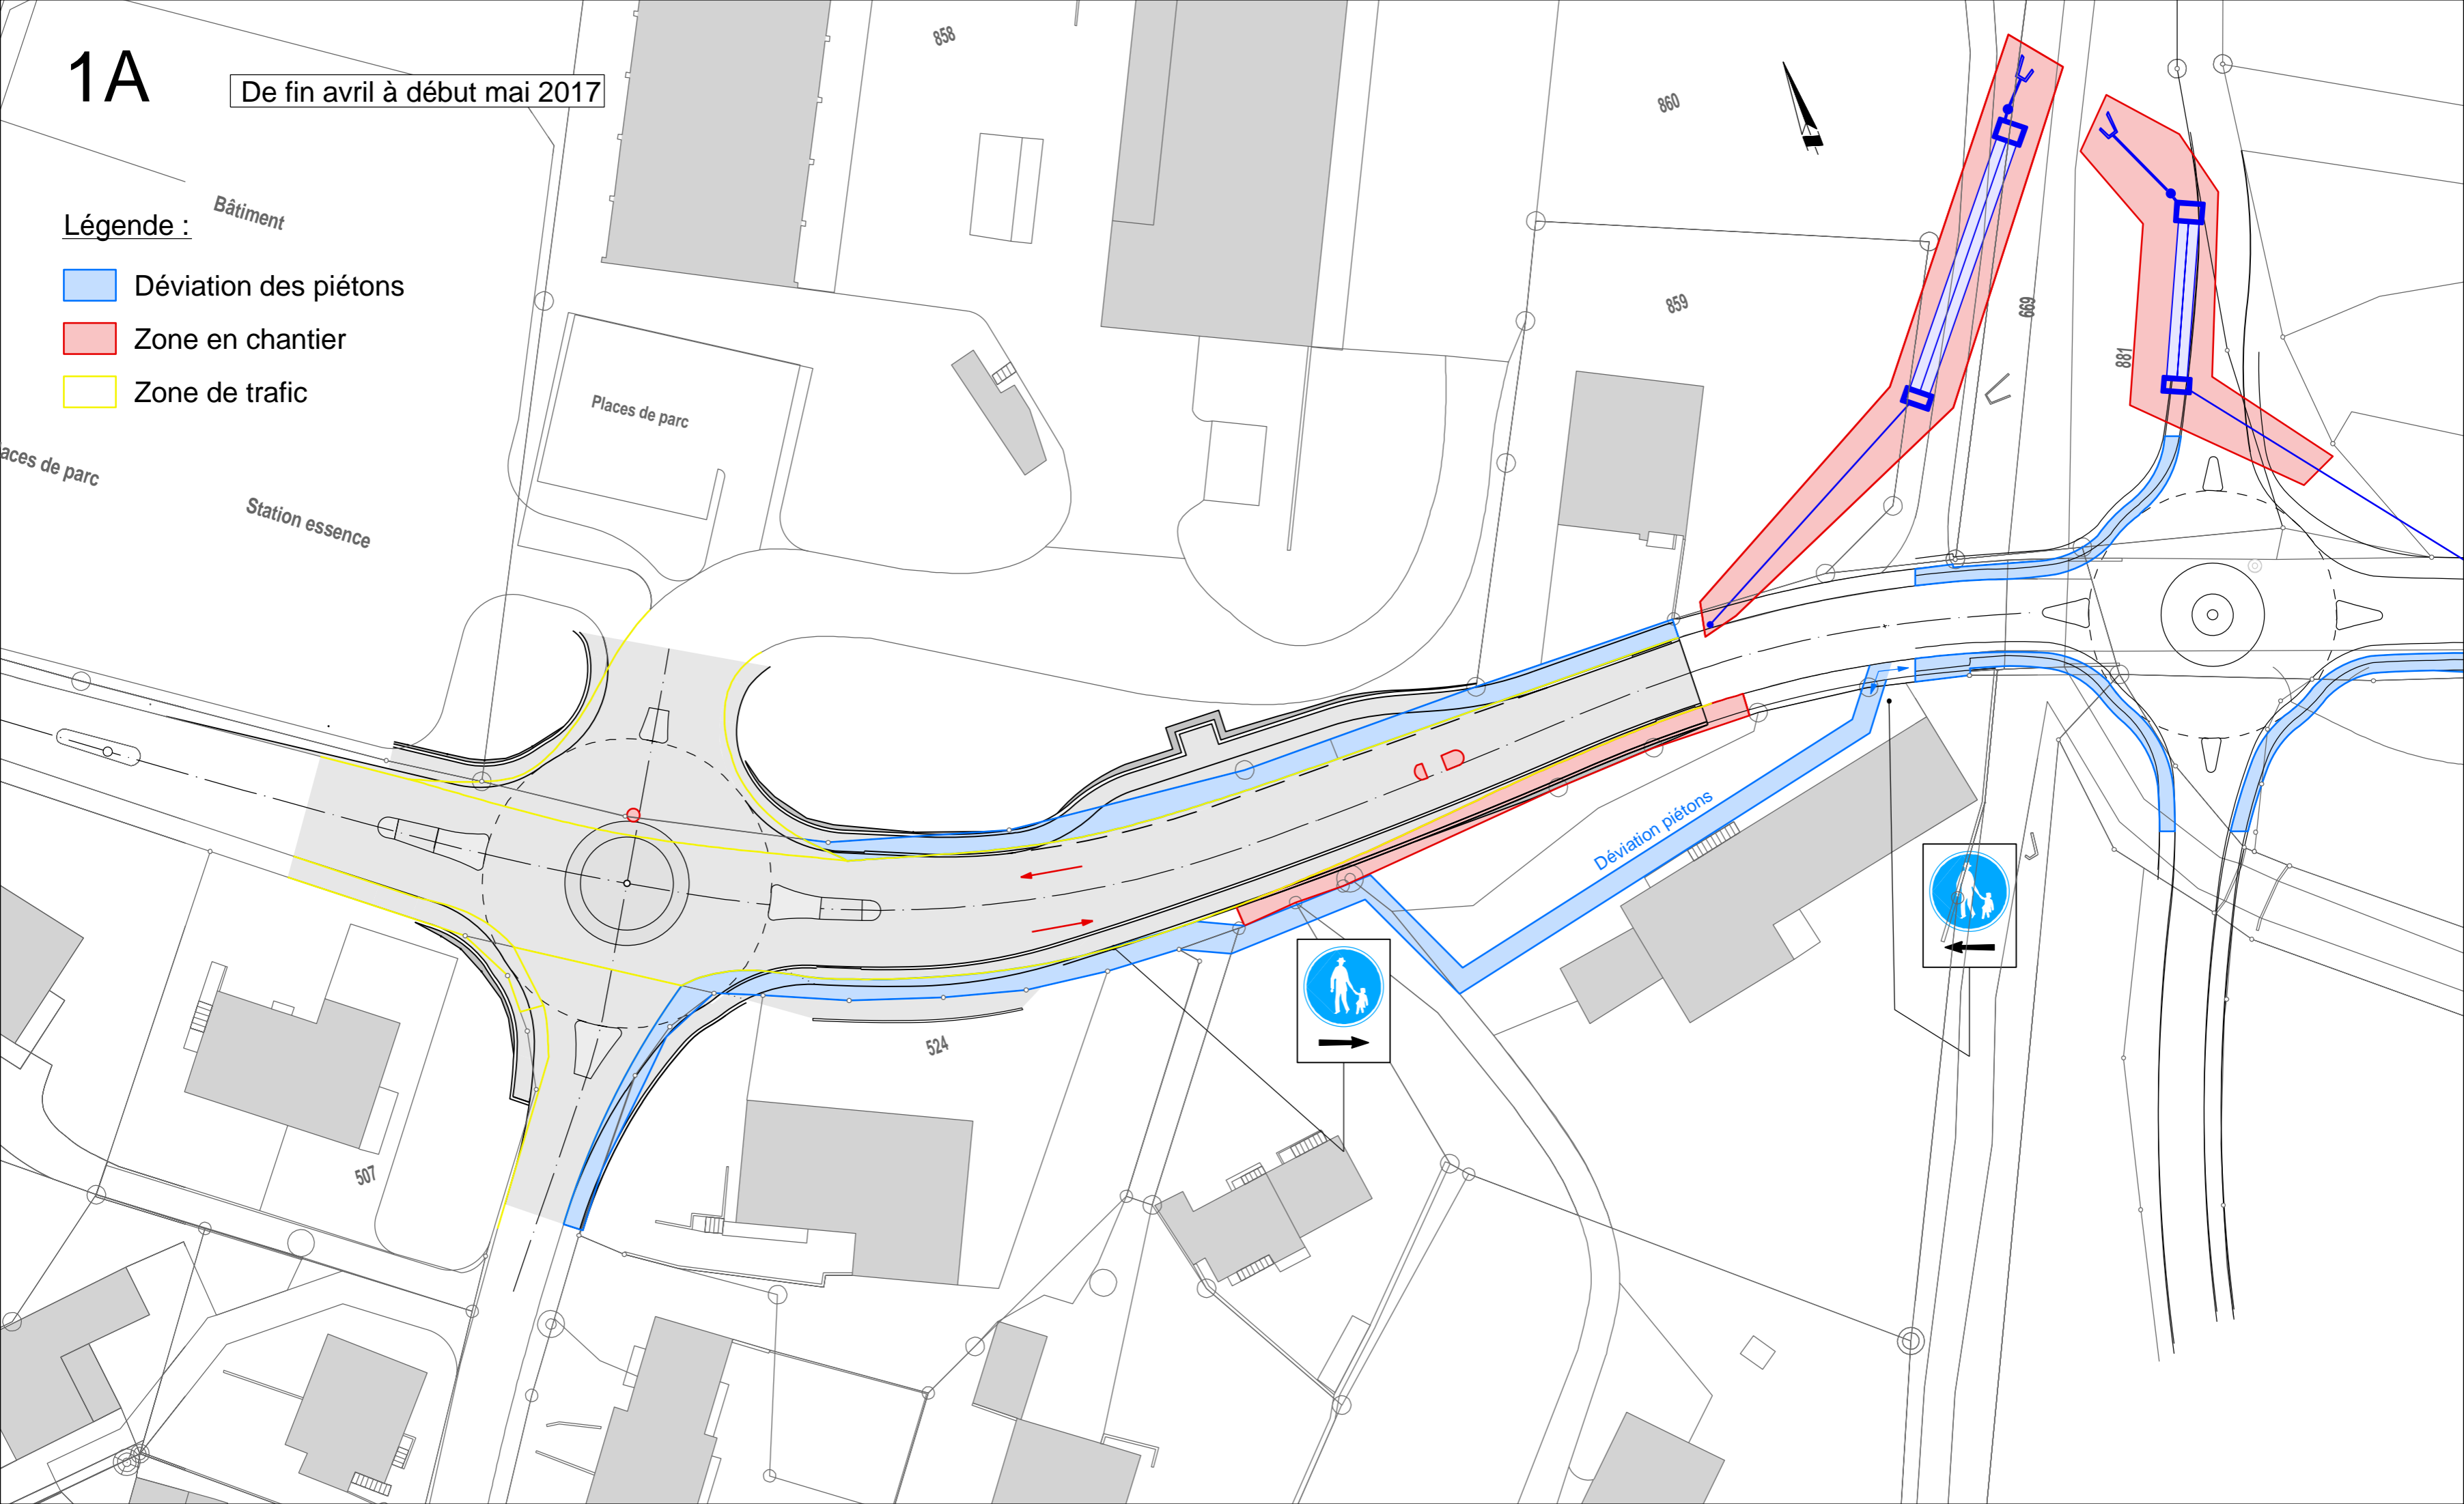 1A
De fin avril à début mai 2017
Légende :
Déviation des piétons
Zone en chantier
Zone de trafic
Bâtiment
Places de parc
aces de parc
Station essence
858
860
859
669
881
Déviation piétons
524
507